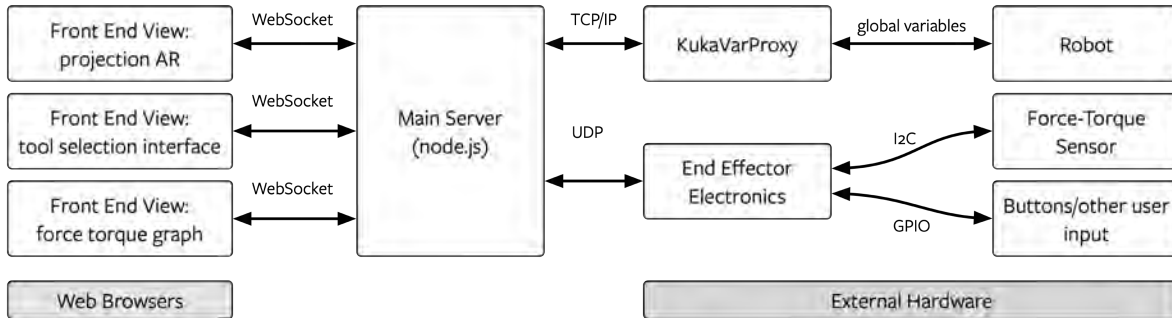 Front End View:
projection AR
WebSocket
Front End View:
tool selection interface
WebSocket
Front End View:
force torque graph
WebSocket
Main Server
(node.js)
TCP/IP
UDP
KukaVarProxy
global variables
Robot
End Effector
Electronics
I2C
GPIO
Force-Torque
Sensor
Buttons/other user
input
Web Browsers
External Hardware